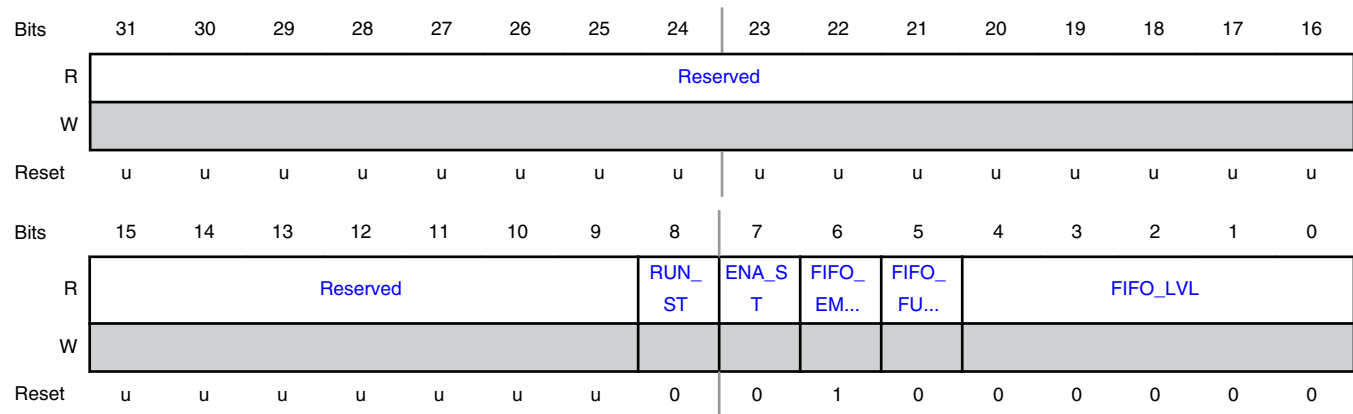 Bits 31 30 29 28 27 26 25 24 23 22 21 20 19 18 17 16
R Reserved
W
Reset u u u u u u u u u u u u u u u u
Bits 15 14 13 12 11 10 9 8 7 6 5 4 3 2 1 0
R Reserved RUN_ ST ENA_S T FIFO_ EM... FIFO_ FU... FIFO_LVL
W
Reset u u u u u u u 0 0 1 0 0 0 0 0 0